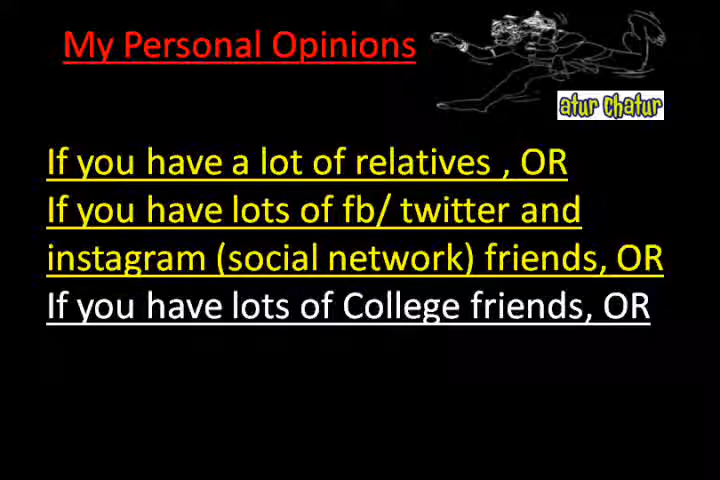 My Personal Opinions
atur chatur
If you have a lot of relatives , OR
If you have lots of fb/ twitter and
instagram (social network) friends, OR
If you have lots of College friends, OR